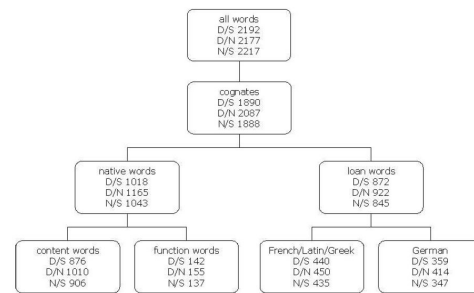 all words
D/S 2192
D/N 2177
N/S 2217
cognates
D/S 1890
D/N 2087
N/S 1888
native words
D/S 1018
D/N 1165
N/S 1043
loan words
D/S 872
D/N 922
N/S 845
content words
D/S 876
D/N 1010
N/S 906
function words
D/S 142
D/N 155
N/S 137
French/Latin/Greek
D/S 440
D/N 450
N/S 435
German
D/S 359
D/N 414
N/S 347